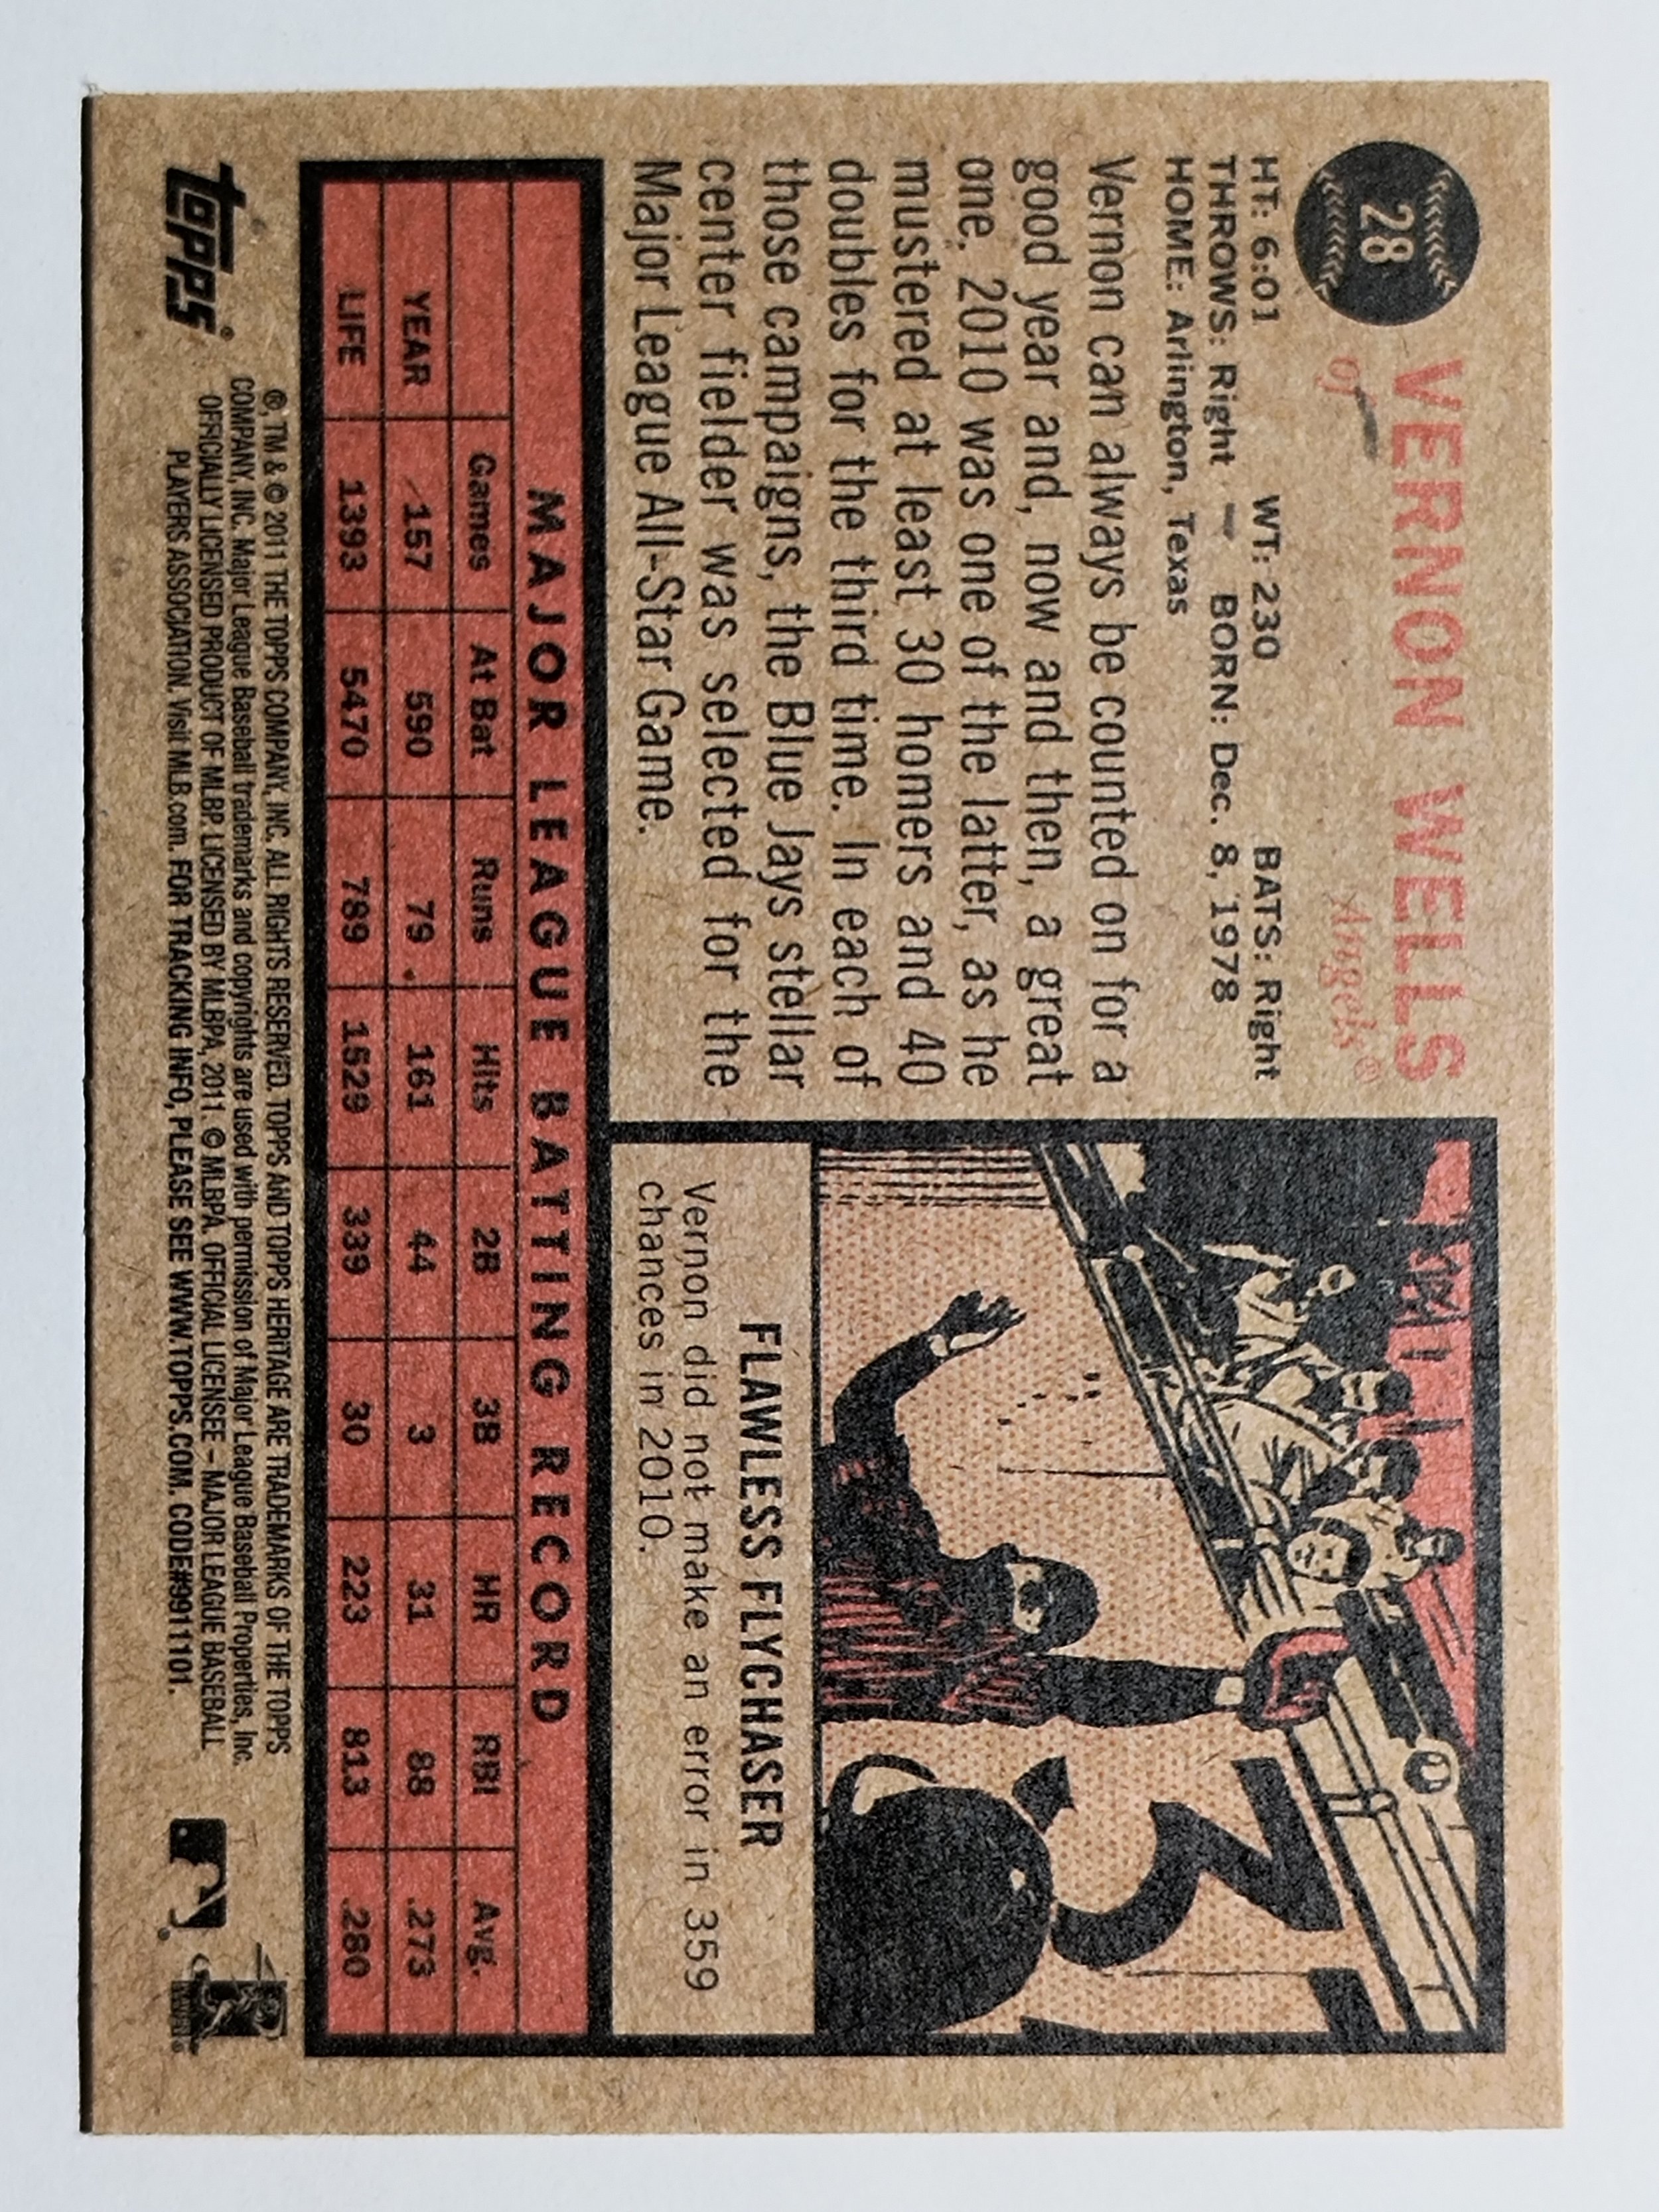 28
VERNON WELLS
of
Angels®
HT: 6:01 WT: 230 BATS: Right
THROWS: Right BORN: Dec. 8, 1978
HOME: Arlington, Texas
Vernon can always be counted on for a
good year and, now and then, a great
one. 2010 was one of the latter, as he
mustered at least 30 homers and 40
doubles for the third time. In each of
those campaigns, the Blue Jays stellar
center fielder was selected for the
Major League All-Star Game.
FLAWLESS FLYCHASER
Vernon did not make an error in 359
chances in 2010.
MAJOR LEAGUE BATTING RECORD
Games At Bat Runs Hits 2B 3B HR RBI Avg.
YEAR 157 590 79 161 44 3 31 88 .273
LIFE 1393 5470 789 1529 339 30 223 813 .280
topps®
®, TM & © 2011 THE TOPPS COMPANY, INC. ALL RIGHTS RESERVED. TOPPS AND TOPPS HERITAGE ARE TRADEMARKS OF THE TOPPS
COMPANY, INC. Major League Baseball trademarks and copyrights are used with permission of Major League Baseball Properties, Inc.
OFFICIALLY LICENSED PRODUCT OF MLBP. LICENSED BY MLBPA, 2011. © MLBPA. OFFICIAL LICENSEE – MAJOR LEAGUE BASEBALL
PLAYERS ASSOCIATION. Visit MLB.com. FOR TRACKING INFO, PLEASE SEE WWW.TOPPS.COM. CODE#9911101.